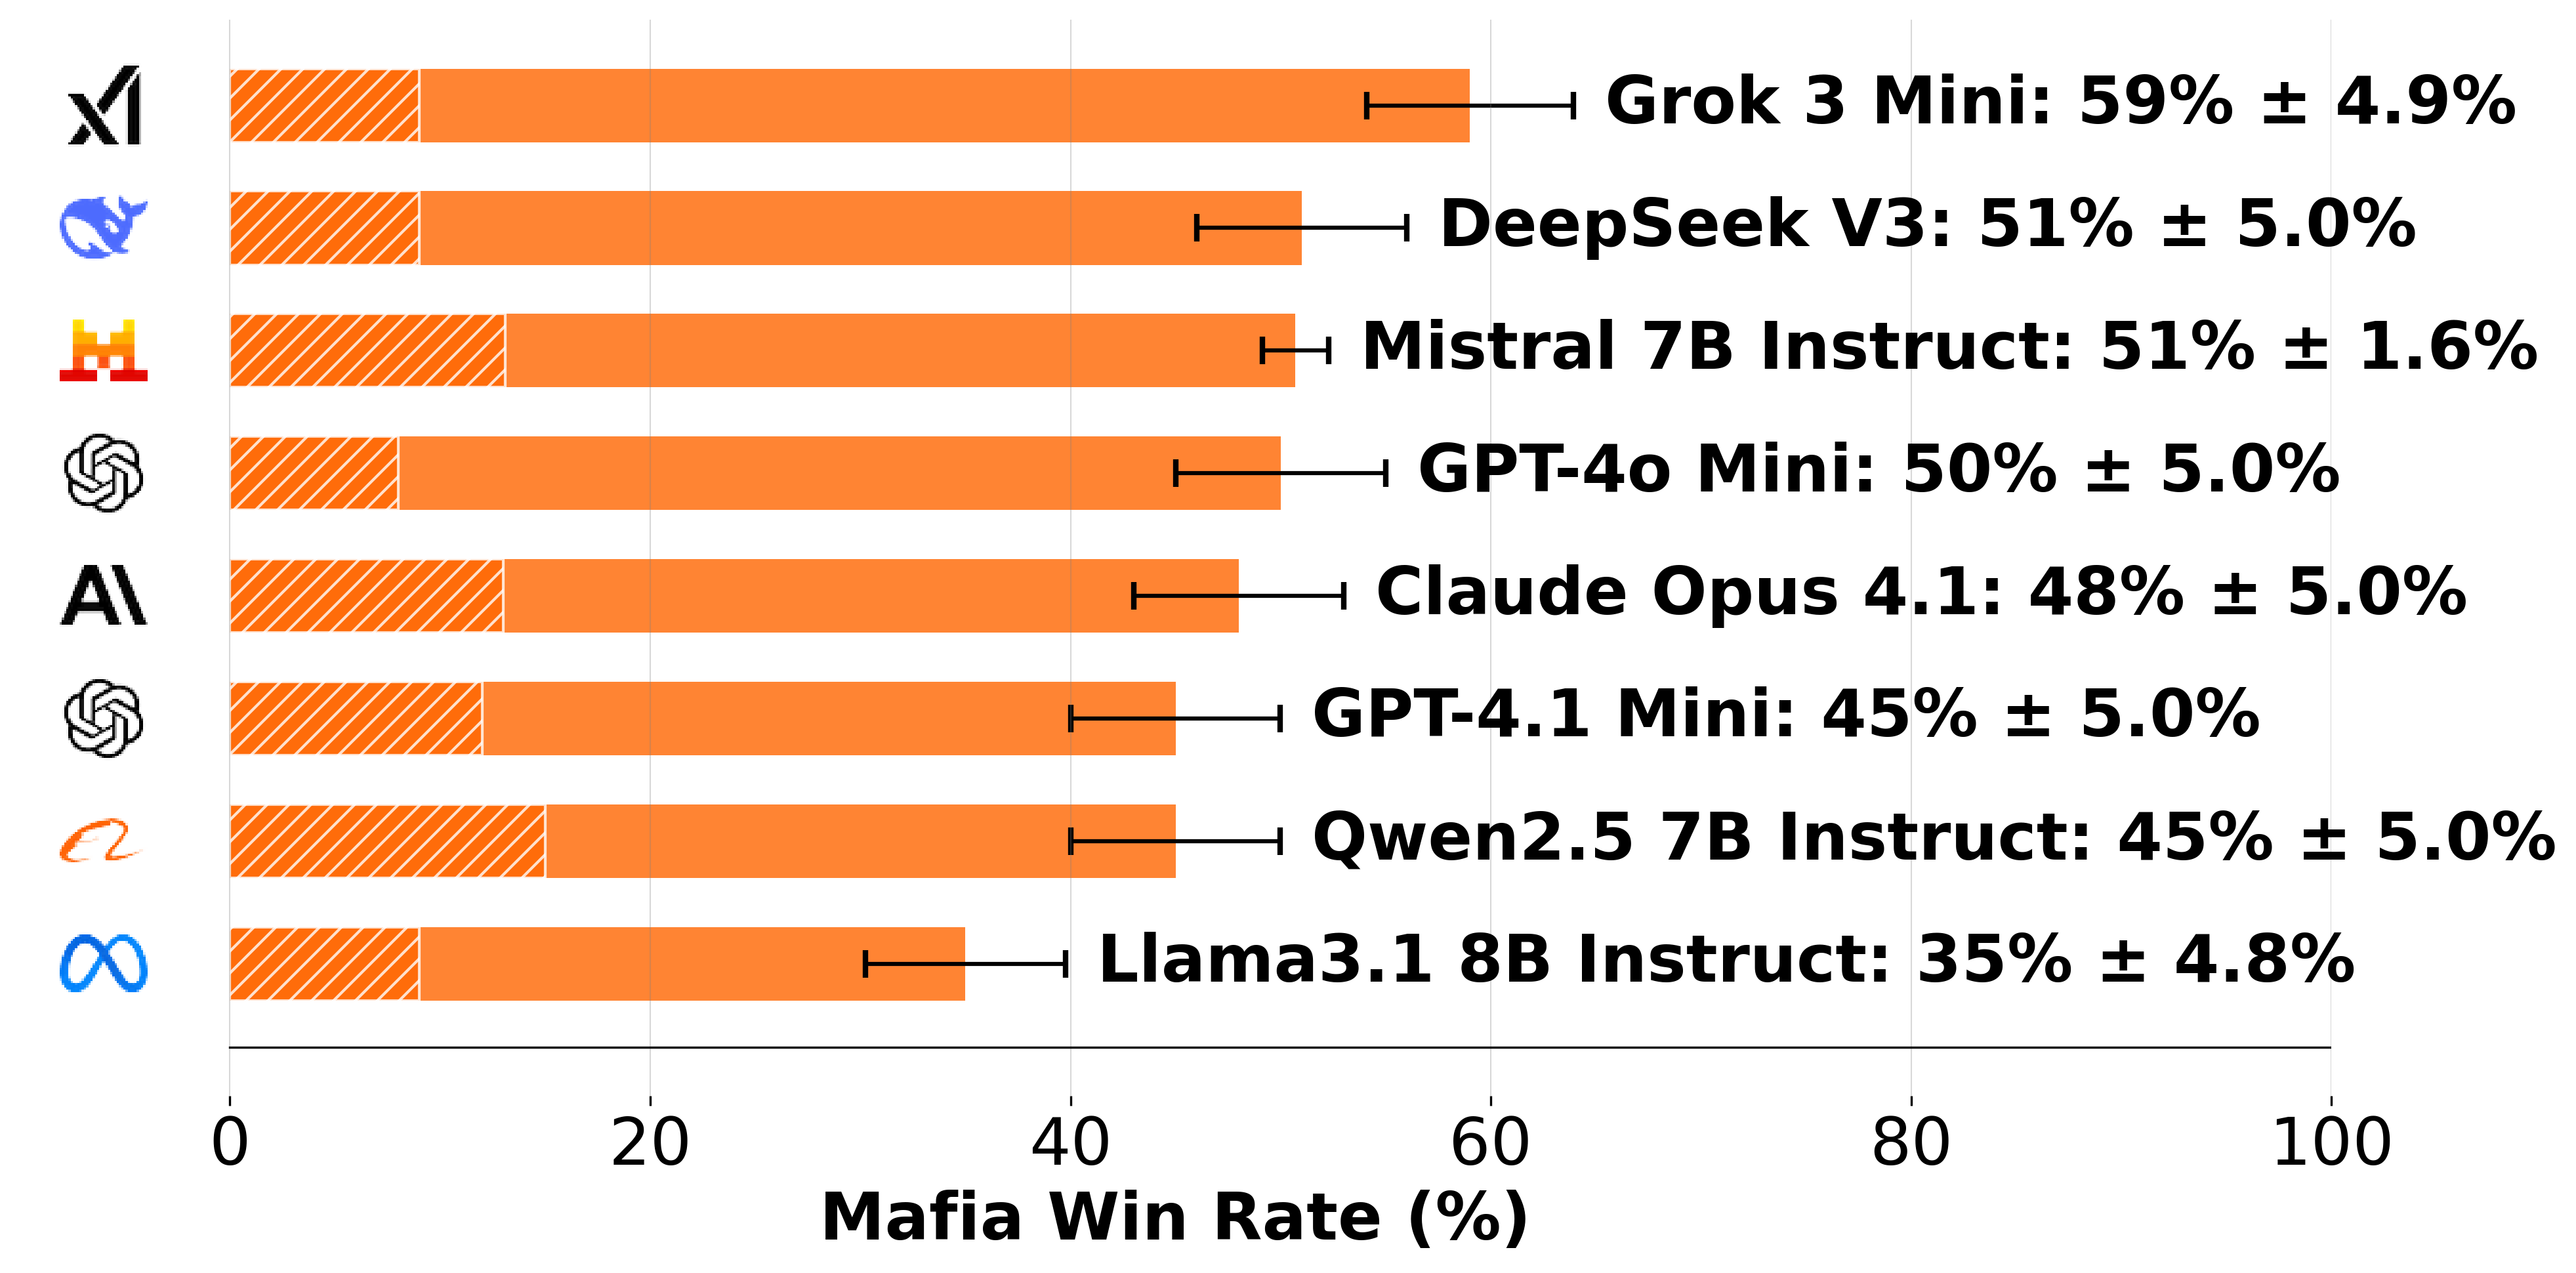 Grok 3 Mini: 59% ± 4.9%
DeepSeek V3: 51% ± 5.0%
Mistral 7B Instruct: 51% ± 1.6%
GPT-4o Mini: 50% ± 5.0%
Claude Opus 4.1: 48% ± 5.0%
GPT-4.1 Mini: 45% ± 5.0%
Qwen2.5 7B Instruct: 45% ± 5.0%
Llama3.1 8B Instruct: 35% ± 4.8%
0 20 40 60 80 100
Mafia Win Rate (%)